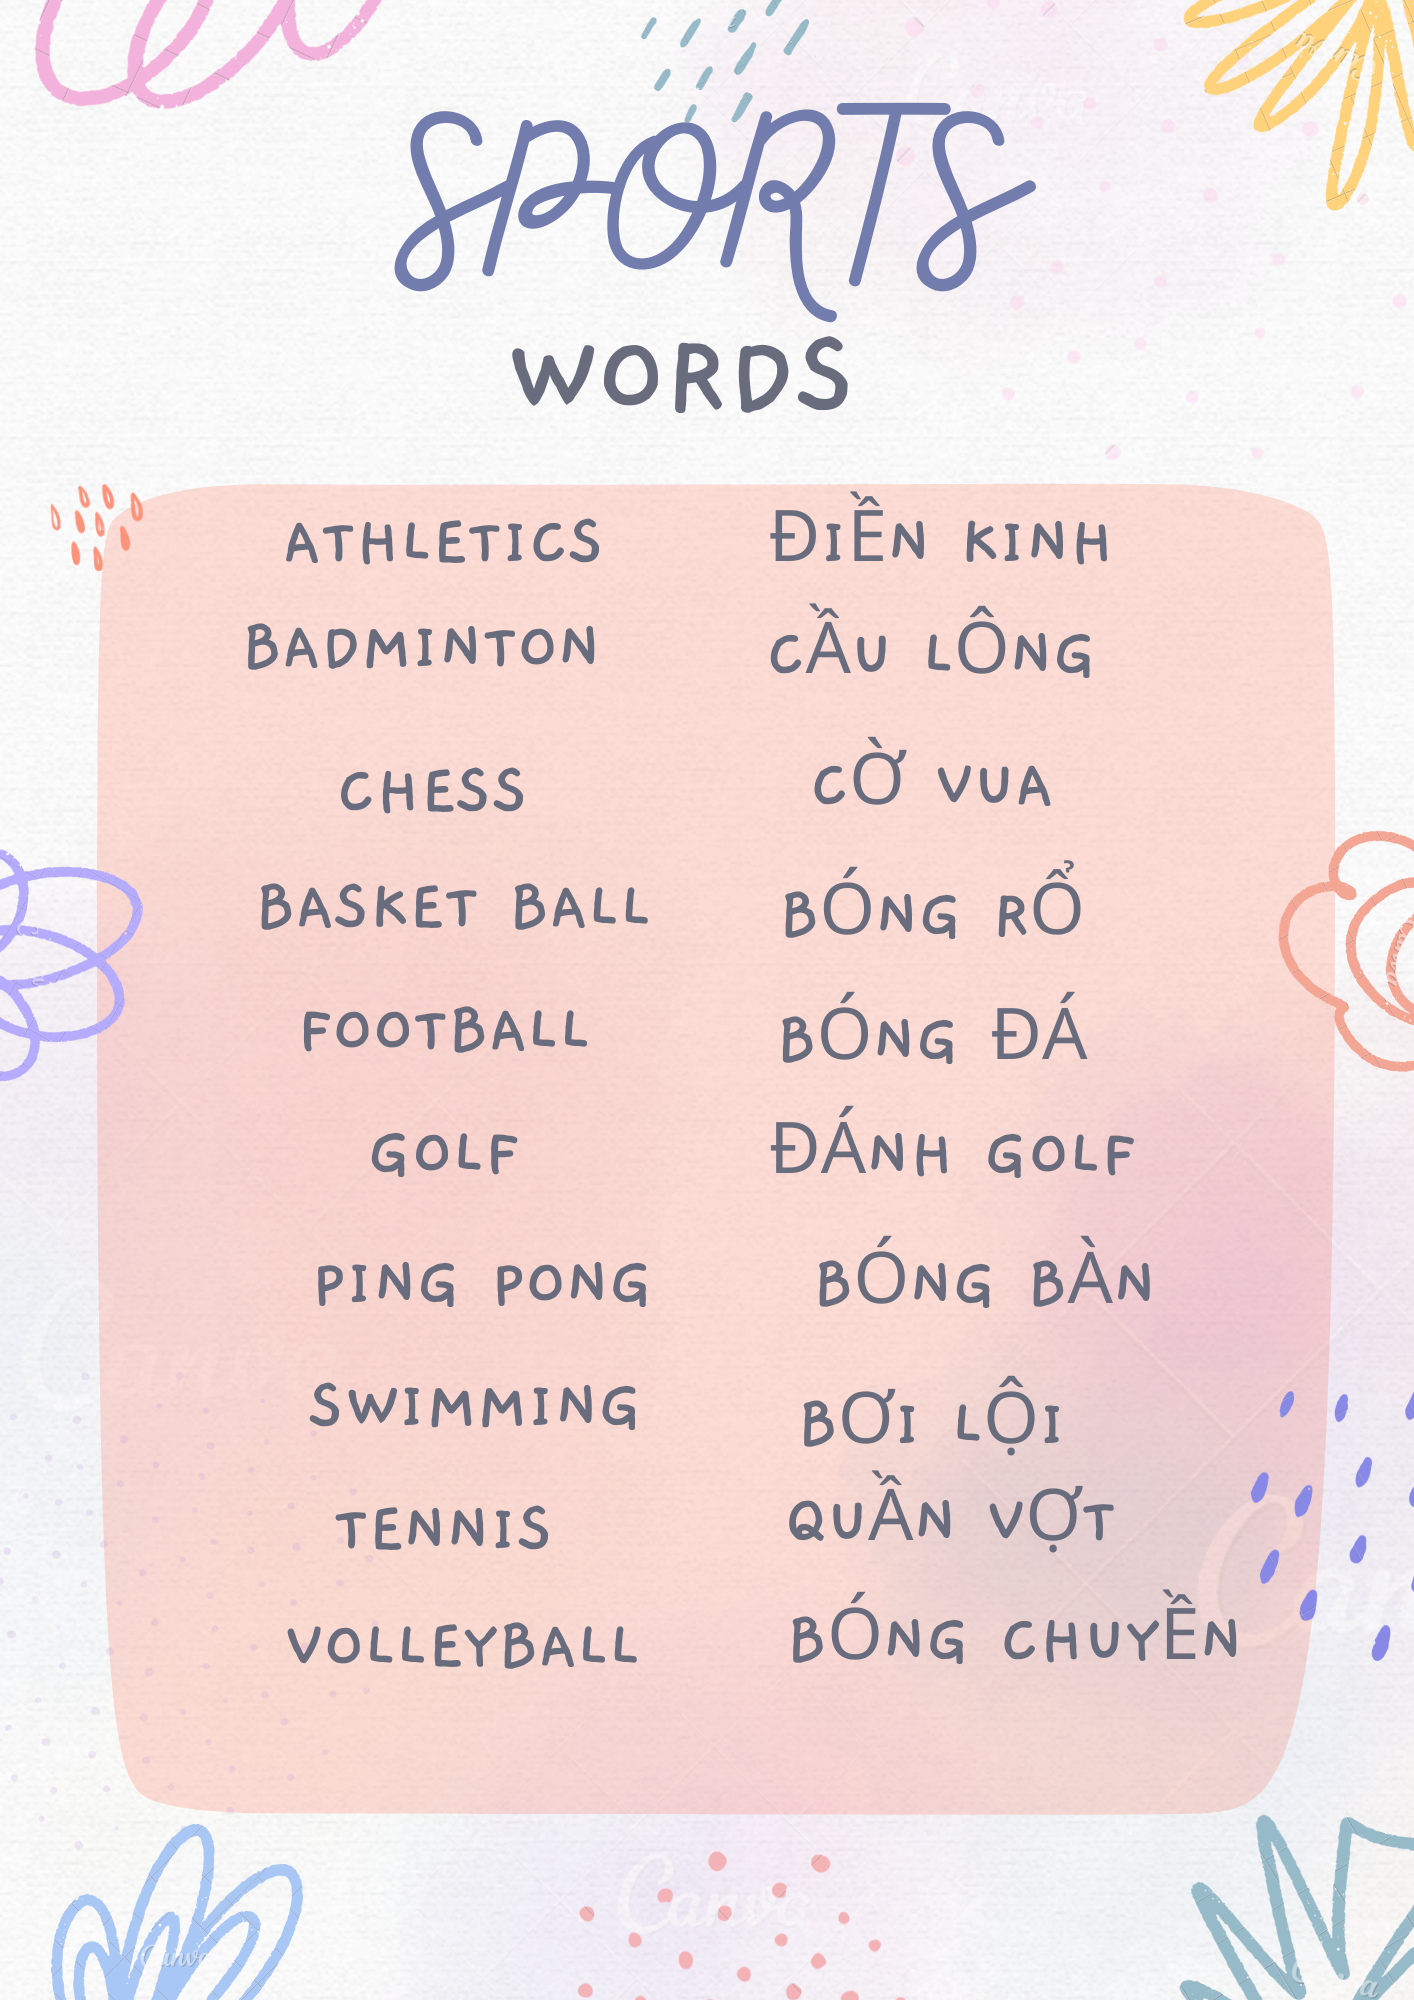 SPORTS
WORDS
ATHLETICS ĐIỀN KINH
BADMINTON CẦU LÔNG
CHESS CỜ VUA
BASKET BALL BÓNG RỔ
FOOTBALL BÓNG ĐÁ
GOLF ĐÁNH GOLF
PING PONG BÓNG BÀN
SWIMMING BƠI LỘI
TENNIS QUẦN VỢT
VOLLEYBALL BÓNG CHUYỀN
Canva